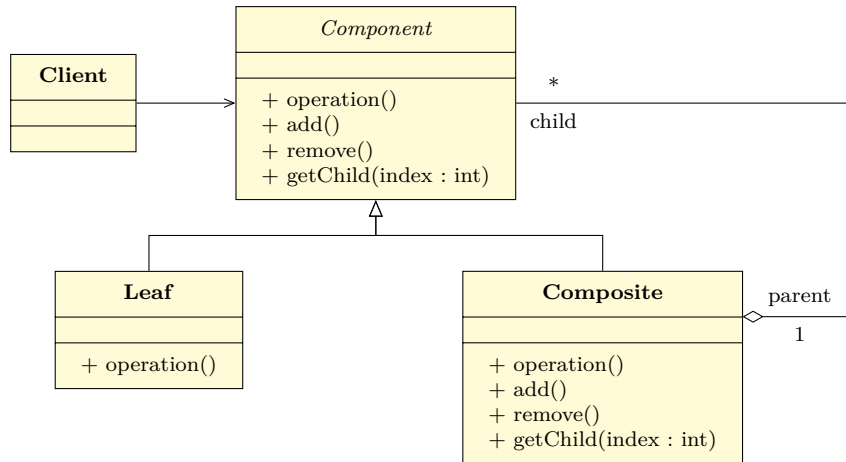 Component
Client
+ operation()
+ add()
+ remove()
+ getChild(index : int)
*
child
Leaf
+ operation()
Composite
+ operation()
+ add()
+ remove()
+ getChild(index : int)
parent
1